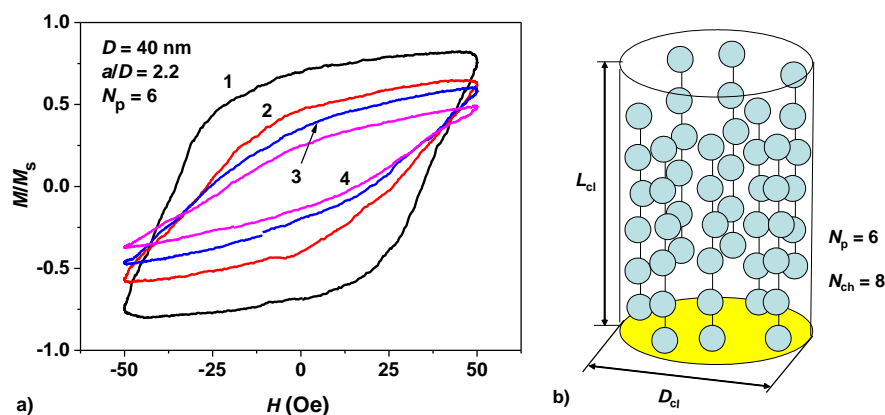 D = 40 nm
a/D = 2.2
Np = 6
1
2
3
4
1.0
0.5
0.0
-0.5
-1.0
M/Ms
-50
-25
0
25
50
H (Oe)
a)
Lcl
Np = 6
Nch = 8
Dcl
b)